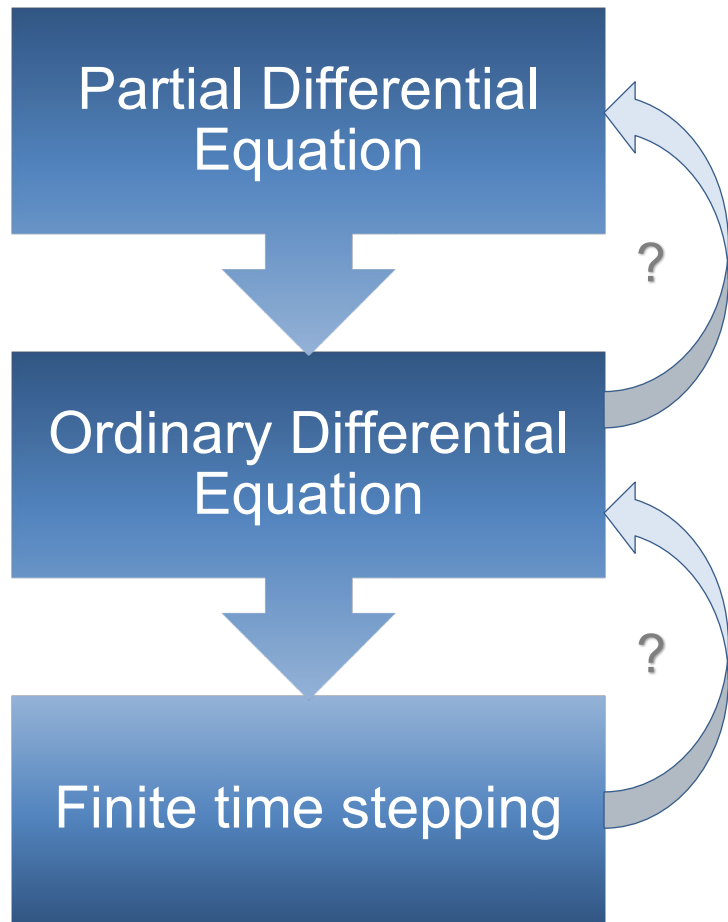 Partial Differential
Equation
?
Ordinary Differential
Equation
?
Finite time stepping